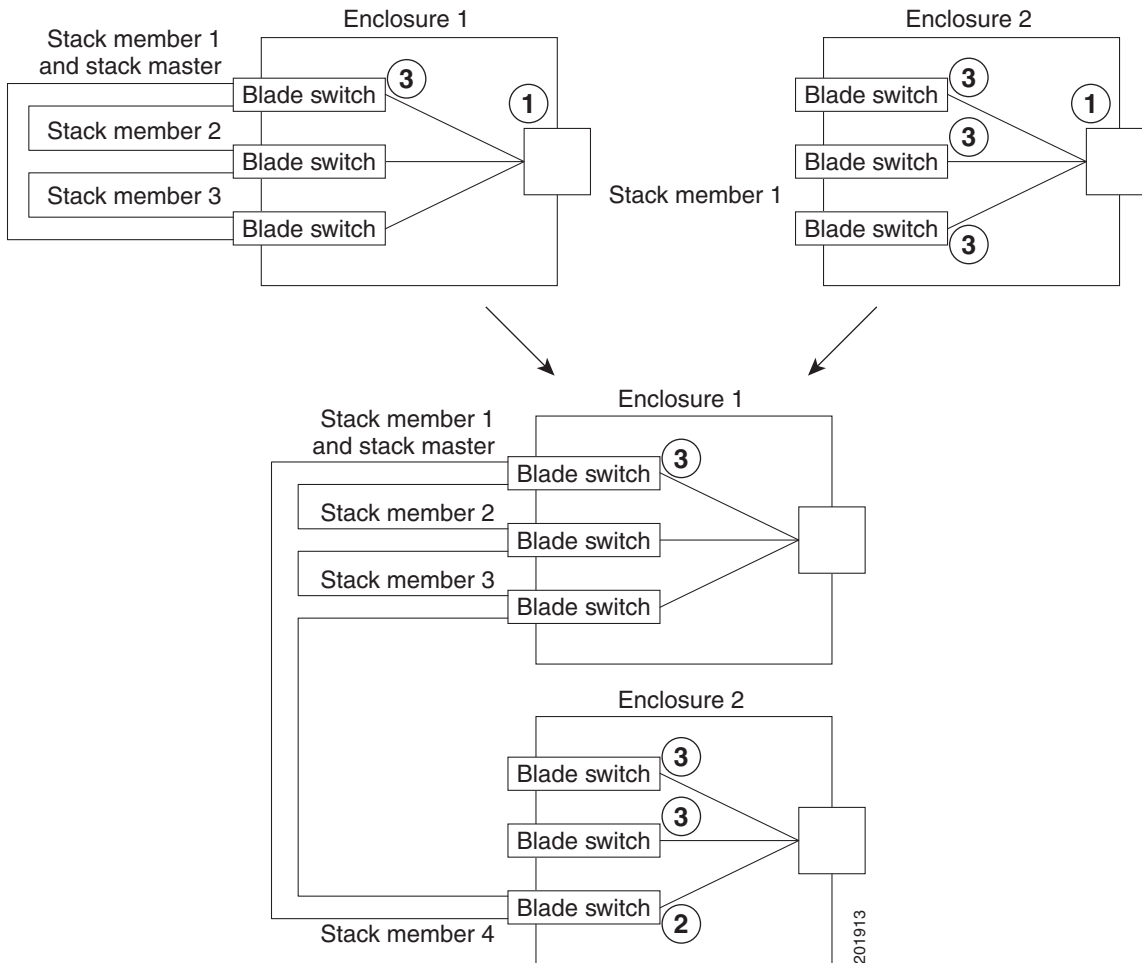 Enclosure 1
Stack member 1
and stack master
Blade switch
3
1
Stack member 2
Blade switch
Stack member 3
Blade switch
Enclosure 2
Blade switch
3
1
Blade switch
3
Stack member 1
Blade switch
3
Enclosure 1
Stack member 1
and stack master
Blade switch
3
Stack member 2
Blade switch
Stack member 3
Blade switch
Enclosure 2
Blade switch
3
Blade switch
3
Blade switch
2
Stack member 4
201913